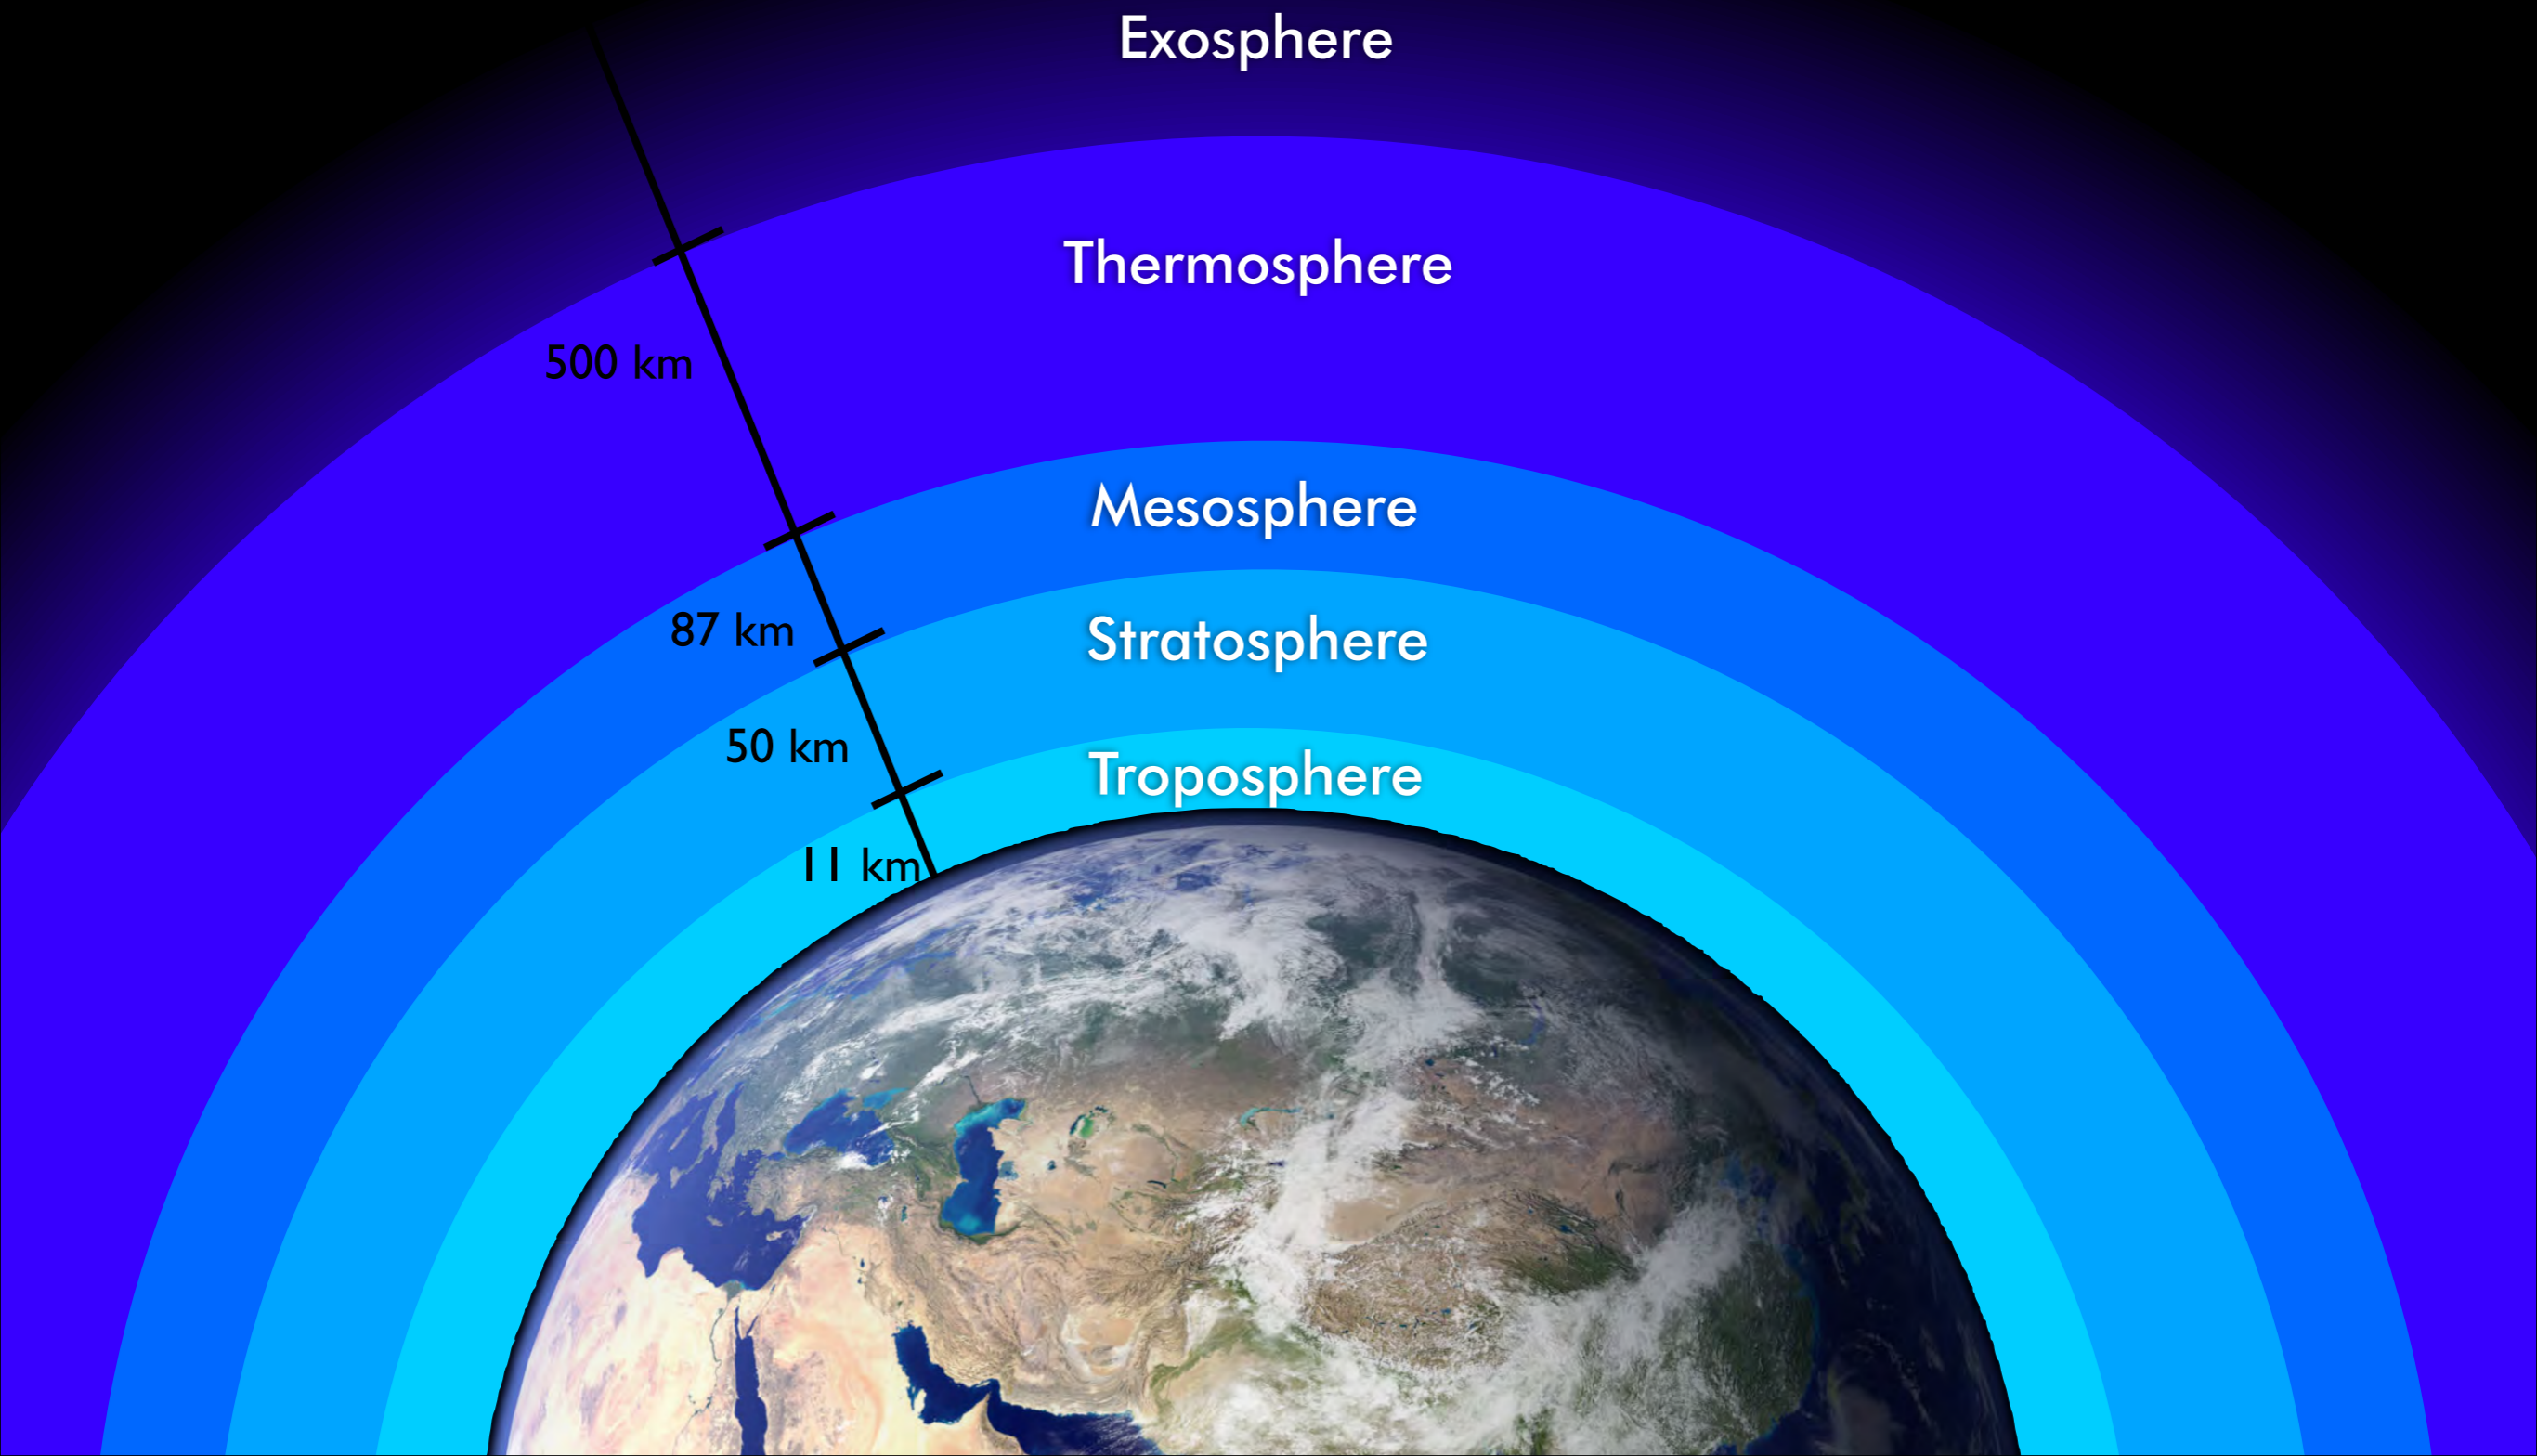 Exosphere
Thermosphere
500 km
Mesosphere
87 km
Stratosphere
50 km
Troposphere
11 km